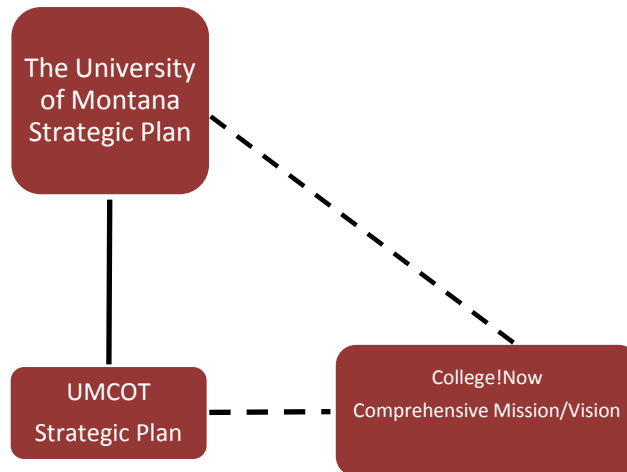 The University
of Montana
Strategic Plan
UMCOT
Strategic Plan
College!Now
Comprehensive Mission/Vision